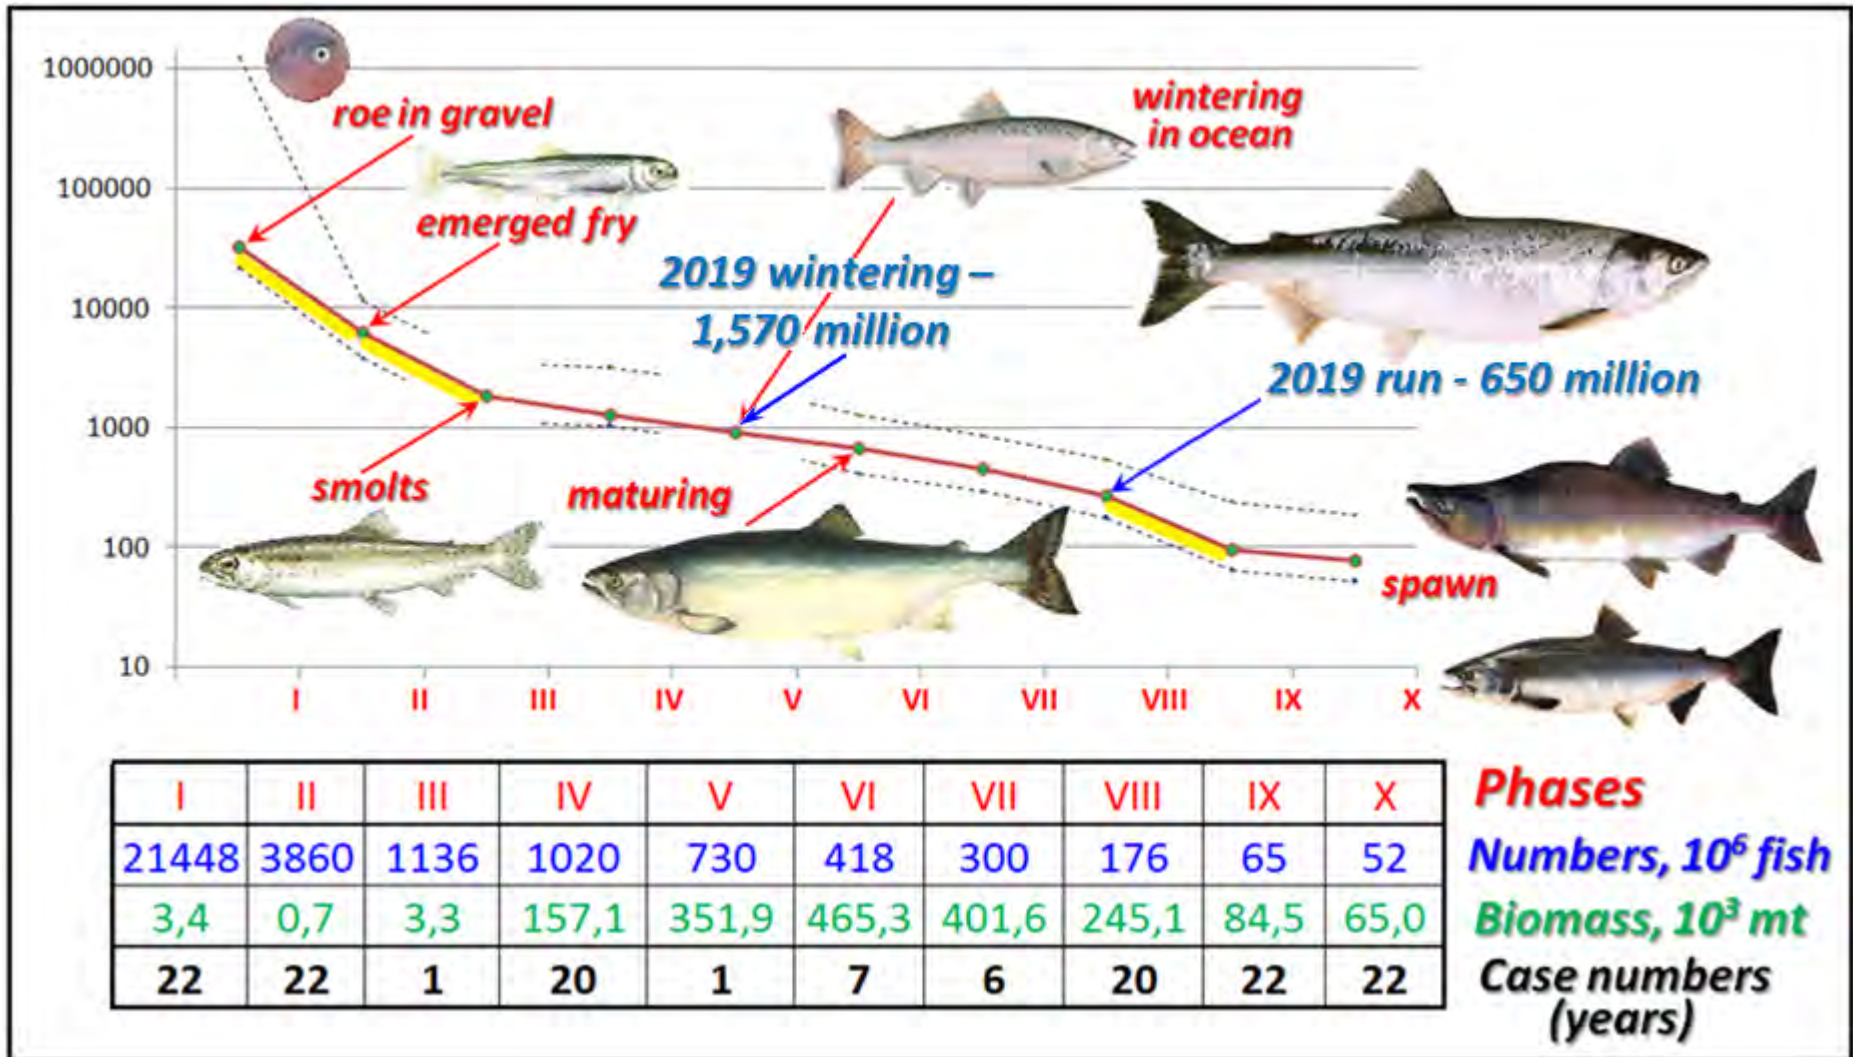 1000000
roe in gravel
wintering
in ocean
100000
emerged fry
2019 wintering –
1,570 million
10000
2019 run - 650 million
1000
smolts
maturing
100
spawn
10
I II III IV V VI VII VIII IX X
I II III IV V VI VII VIII IX X Phases
21448 3860 1136 1020 730 418 300 176 65 52 Numbers, 10⁶ fish
3,4 0,7 3,3 157,1 351,9 465,3 401,6 245,1 84,5 65,0 Biomass, 10³ mt
22 22 1 20 1 7 6 20 22 22 Case numbers
(years)